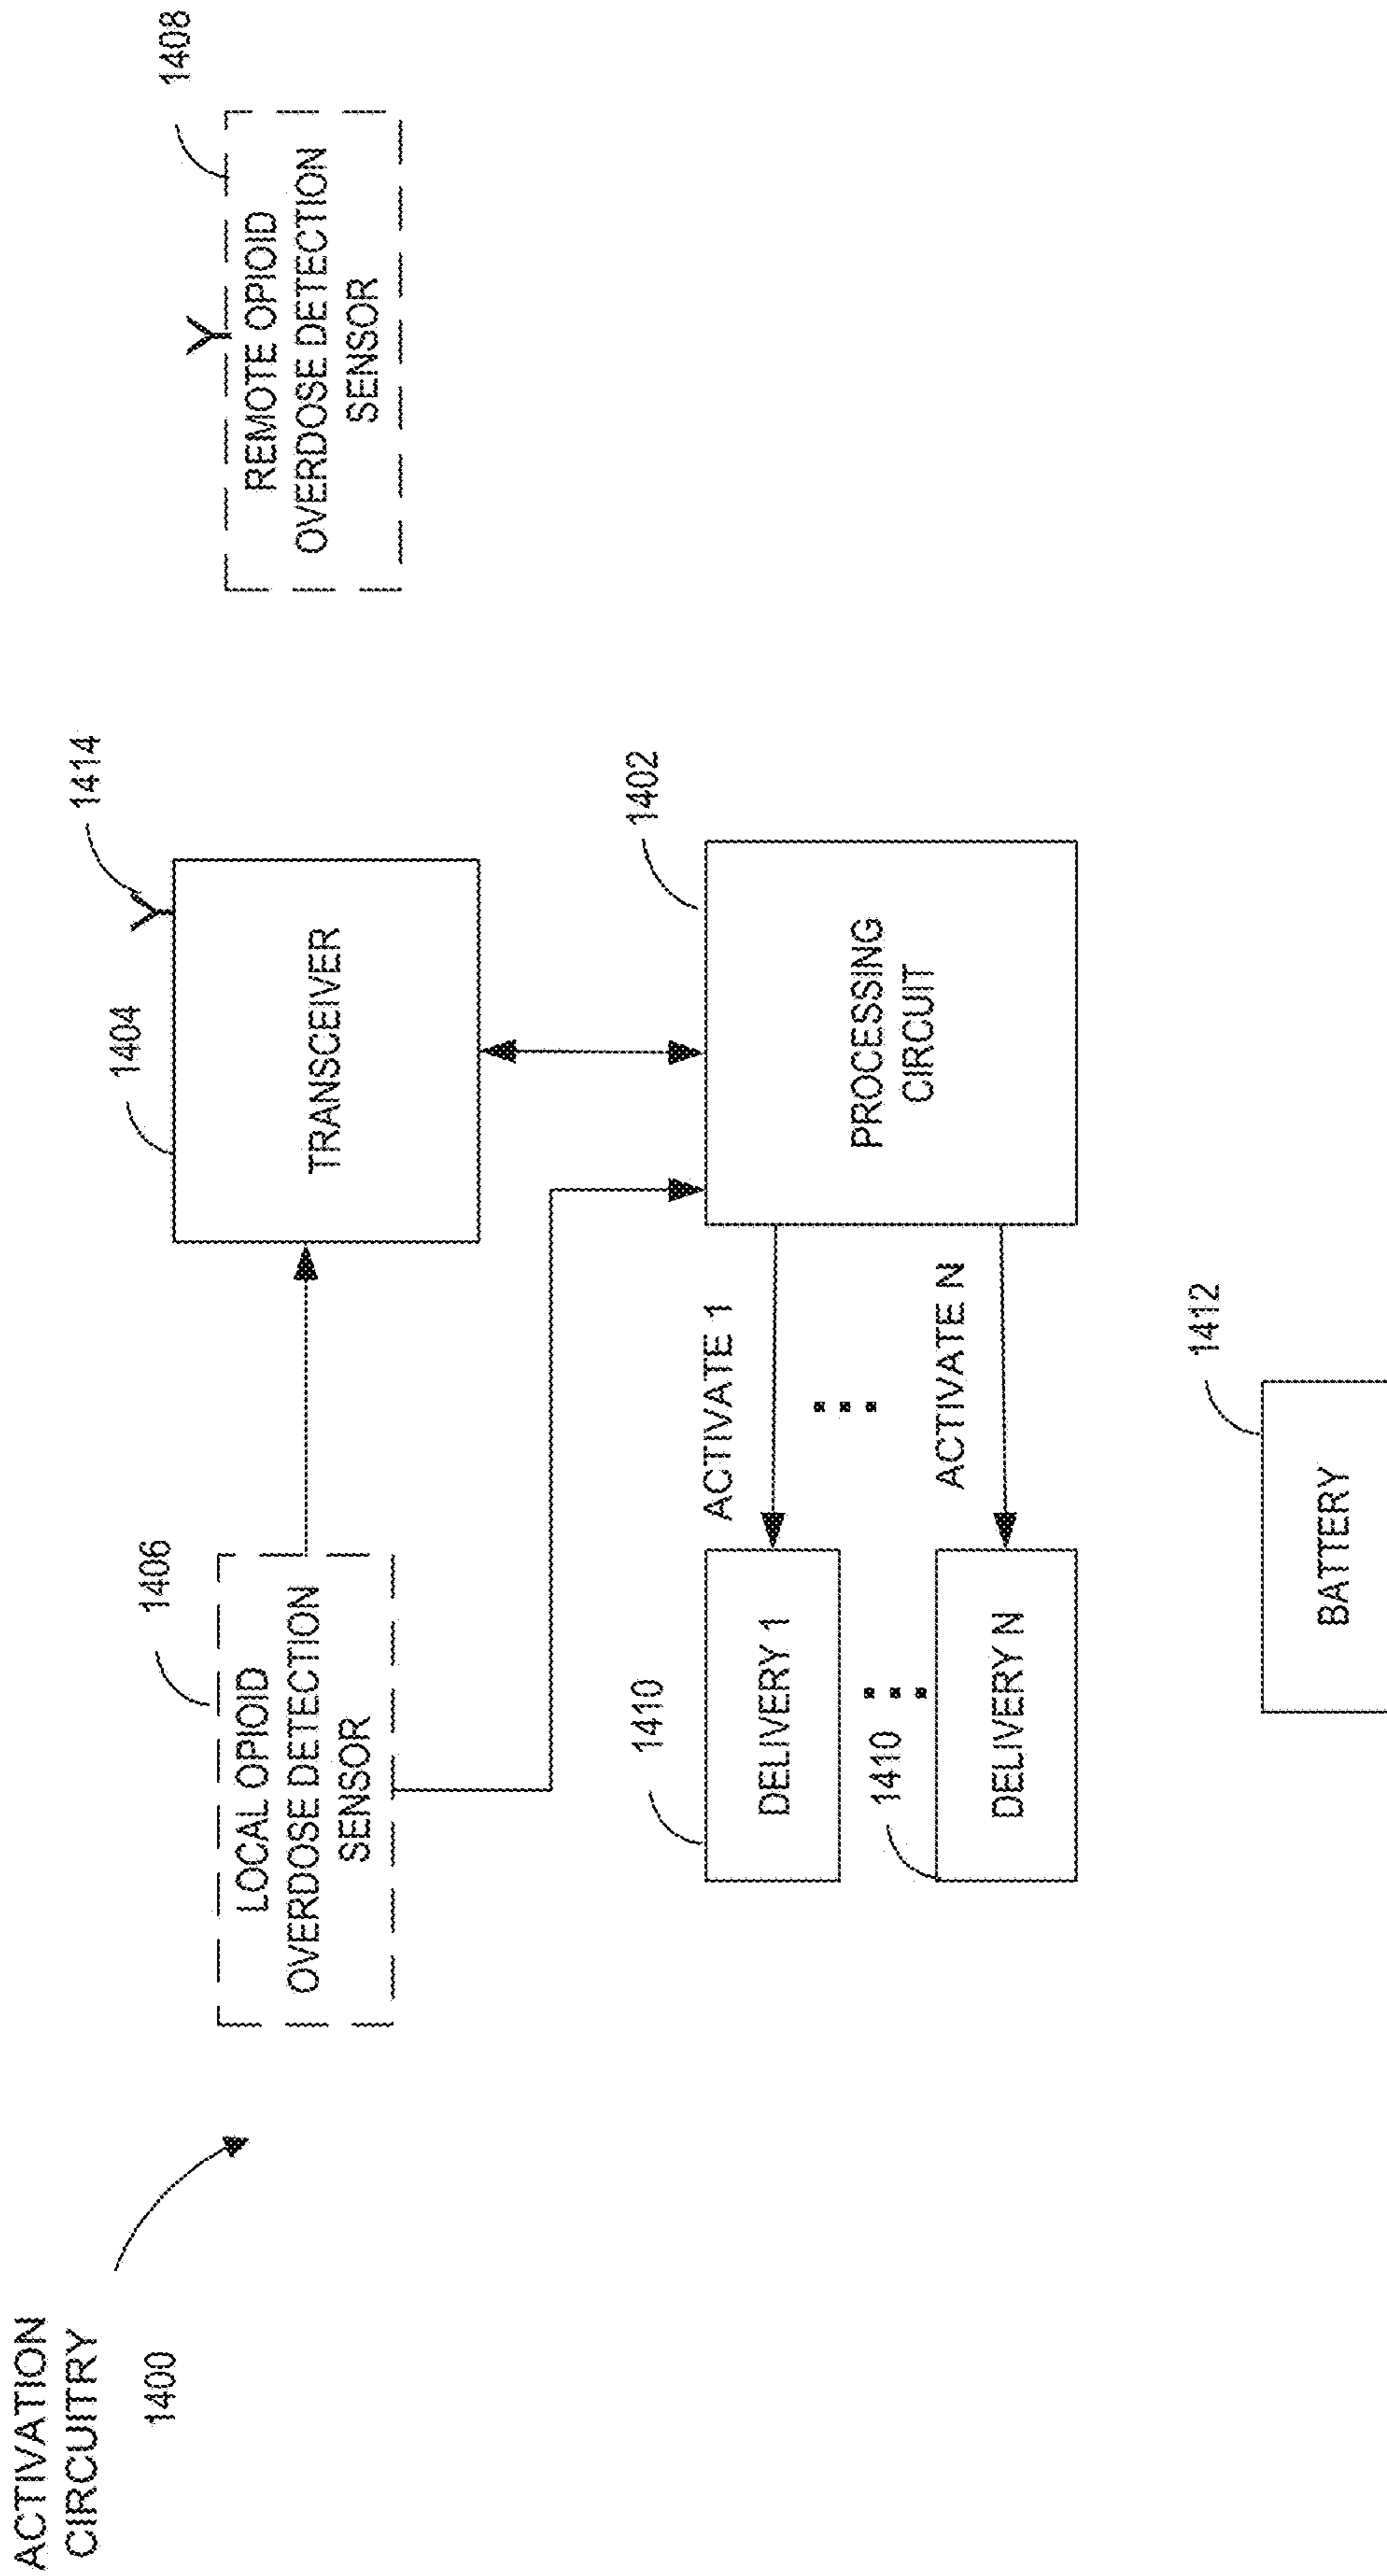 ACTIVATION
CIRCUITRY
1400
1406
LOCAL OPIOID
OVERDOSE DETECTION
SENSOR
1404
1414
TRANSCEIVER
1408
REMOTE OPIOID
OVERDOSE DETECTION
SENSOR
1402
PROCESSING
CIRCUIT
ACTIVATE 1
ACTIVATE N
1410
DELIVERY 1
1410
DELIVERY N
1412
BATTERY